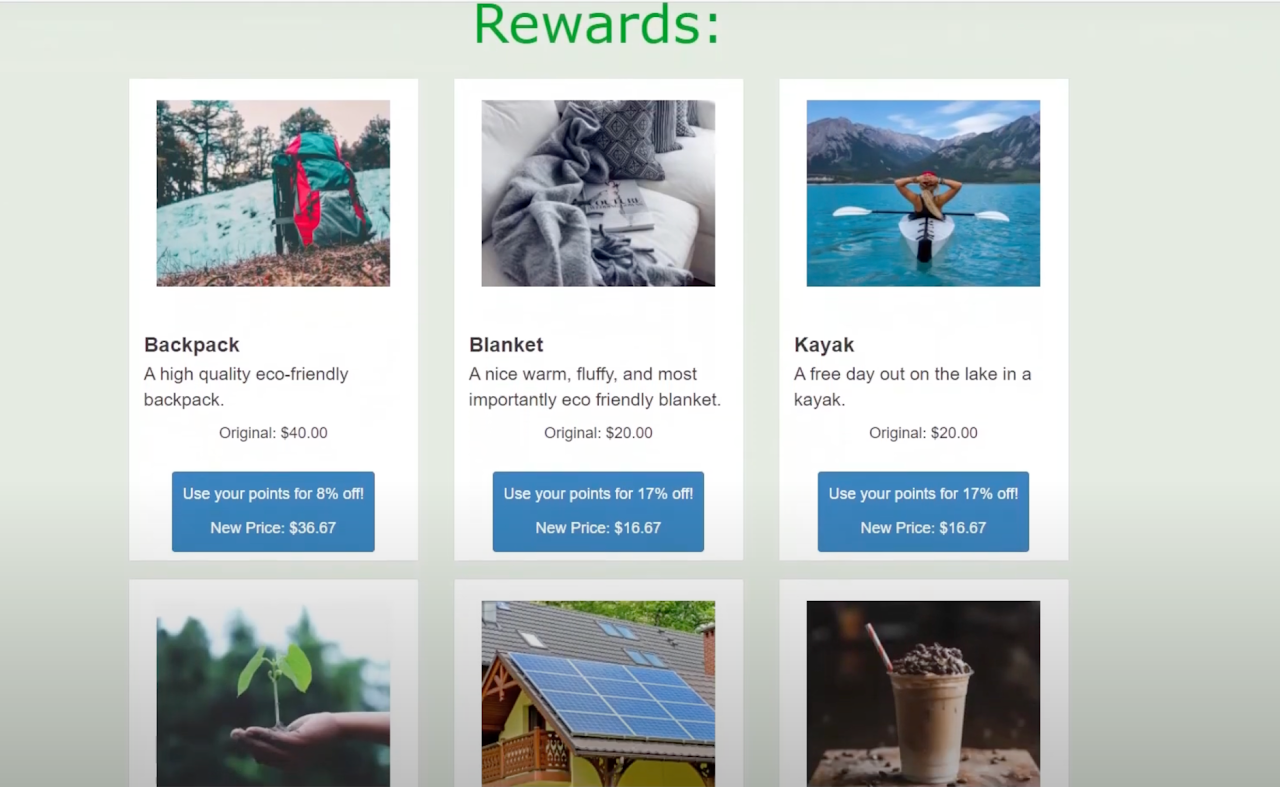 Rewards:
Backpack
A high quality eco-friendly
backpack.
Original: $40.00
Use your points for 8% off!
New Price: $36.67
Blanket
A nice warm, fluffy, and most
importantly eco friendly blanket.
Original: $20.00
Use your points for 17% off!
New Price: $16.67
Kayak
A free day out on the lake in a
kayak.
Original: $20.00
Use your points for 17% off!
New Price: $16.67